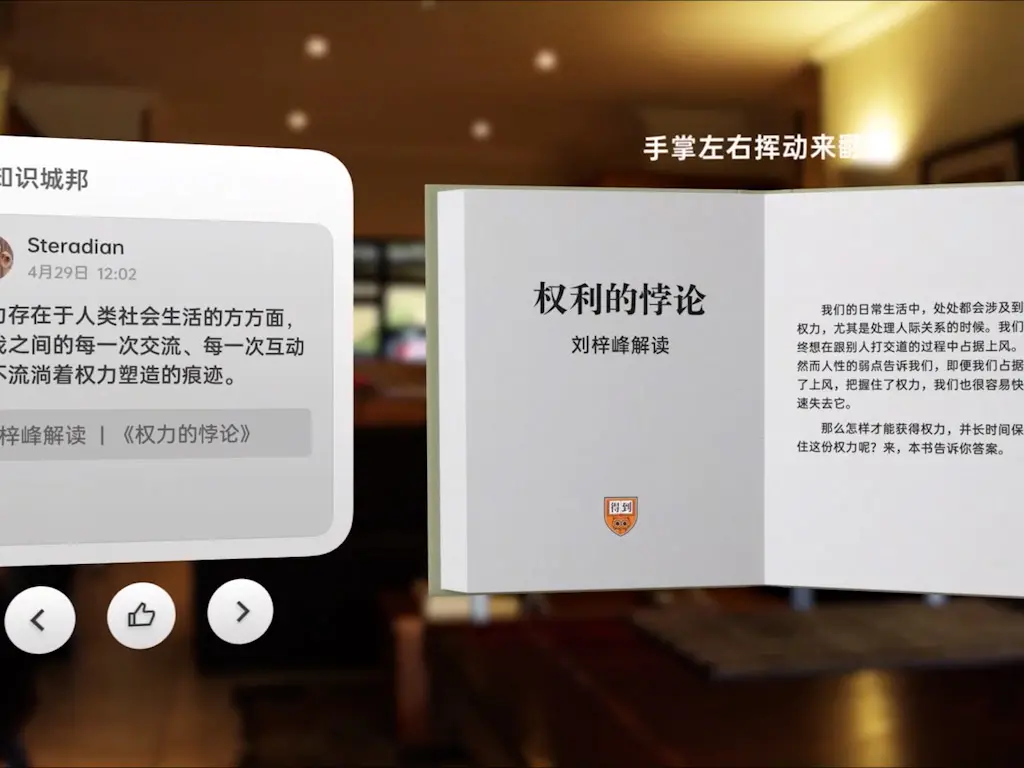 知识城邦
Steradian
4月29日 12:02
存在于人类社会生活的方方面，
之间的每一次交流、每一次互动
不流淌着权力塑造的痕迹。
梓峰解读 | 《权力的悖论》
手掌左右挥动来
权利的悖论
刘梓峰解读
得到
我们的日常生活中，处处都会涉及到
权力，尤其是处理人际关系的时候。我们
终想在跟别人打交道的过程中占据上风。
然而人性的弱点告诉我们，即便我们占据
了上风，把握住了权力，我们也很容易快
速失去它。
那么怎样才能获得权力，并长时间保
住这份权力呢？来，本书告诉你答案。